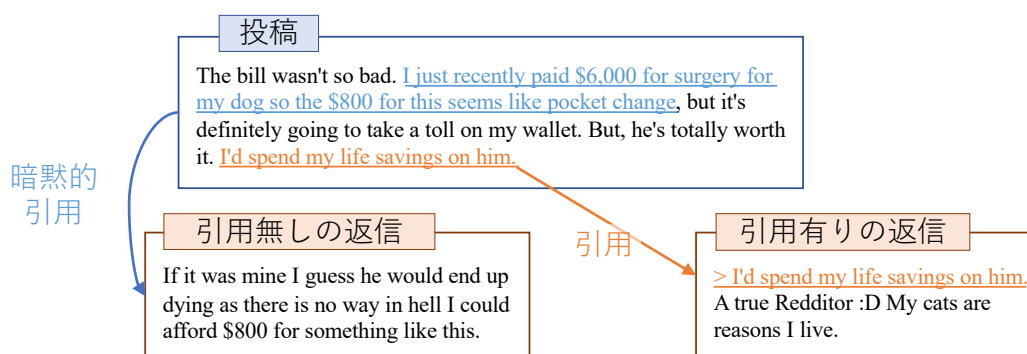 投稿
The bill wasn't so bad. I just recently paid $6,000 for surgery for
my dog so the $800 for this seems like pocket change, but it's
definitely going to take a toll on my wallet. But, he's totally worth
it. I'd spend my life savings on him.
暗黙的
引用
引用
引用無しの返信
If it was mine I guess he would end up
dying as there is no way in hell I could
afford $800 for something like this.
引用有りの返信
> I'd spend my life savings on him.
A true Redditor :D My cats are
reasons I live.